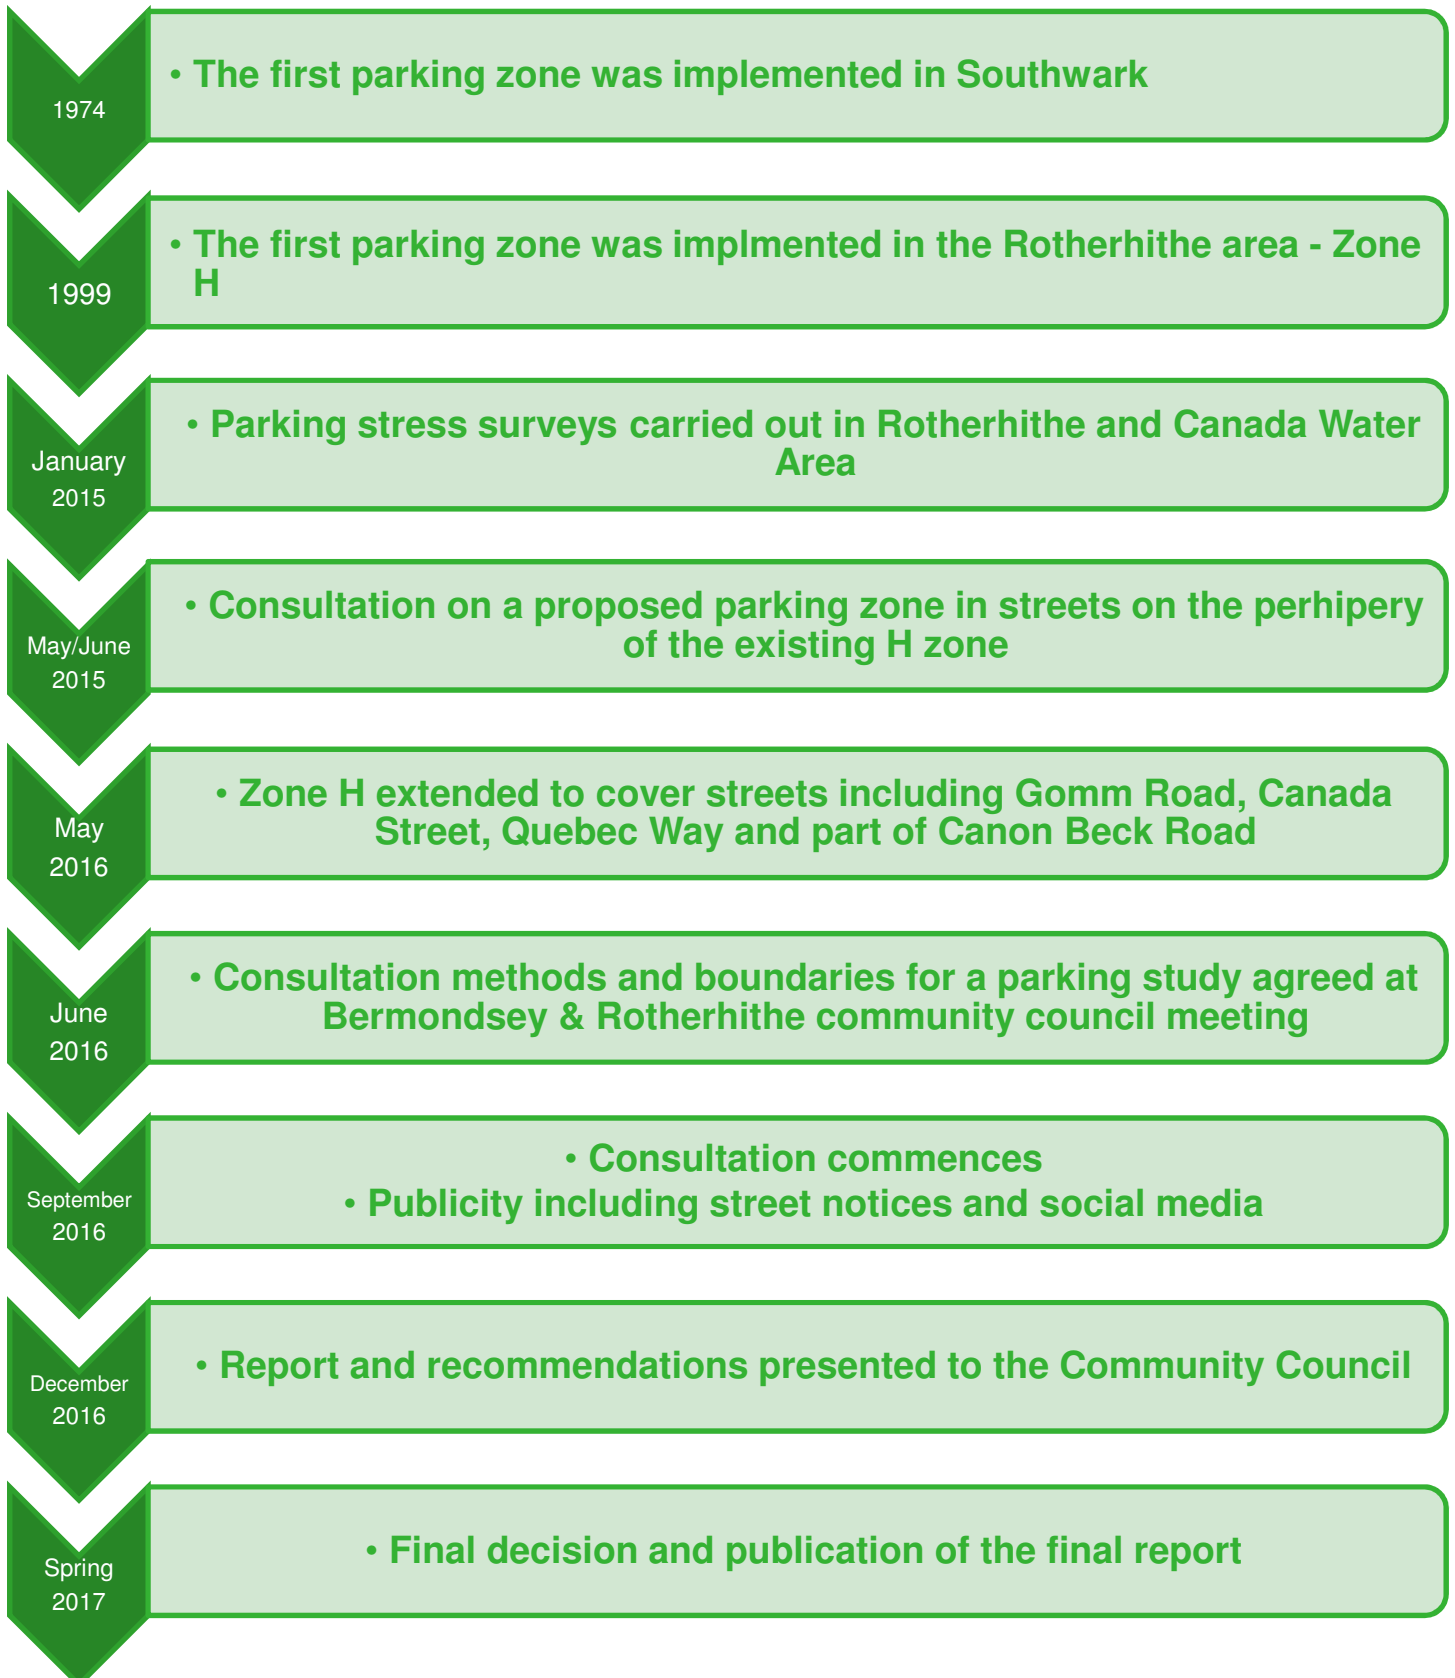 1974
• The first parking zone was implemented in Southwark
1999
• The first parking zone was implmented in the Rotherhithe area - Zone
H
January
2015
• Parking stress surveys carried out in Rotherhithe and Canada Water
Area
May/June
2015
• Consultation on a proposed parking zone in streets on the perhipery
of the existing H zone
May
2016
• Zone H extended to cover streets including Gomm Road, Canada
Street, Quebec Way and part of Canon Beck Road
June
2016
• Consultation methods and boundaries for a parking study agreed at
Bermondsey & Rotherhithe community council meeting
September
2016
• Consultation commences
• Publicity including street notices and social media
December
2016
• Report and recommendations presented to the Community Council
Spring
2017
• Final decision and publication of the final report